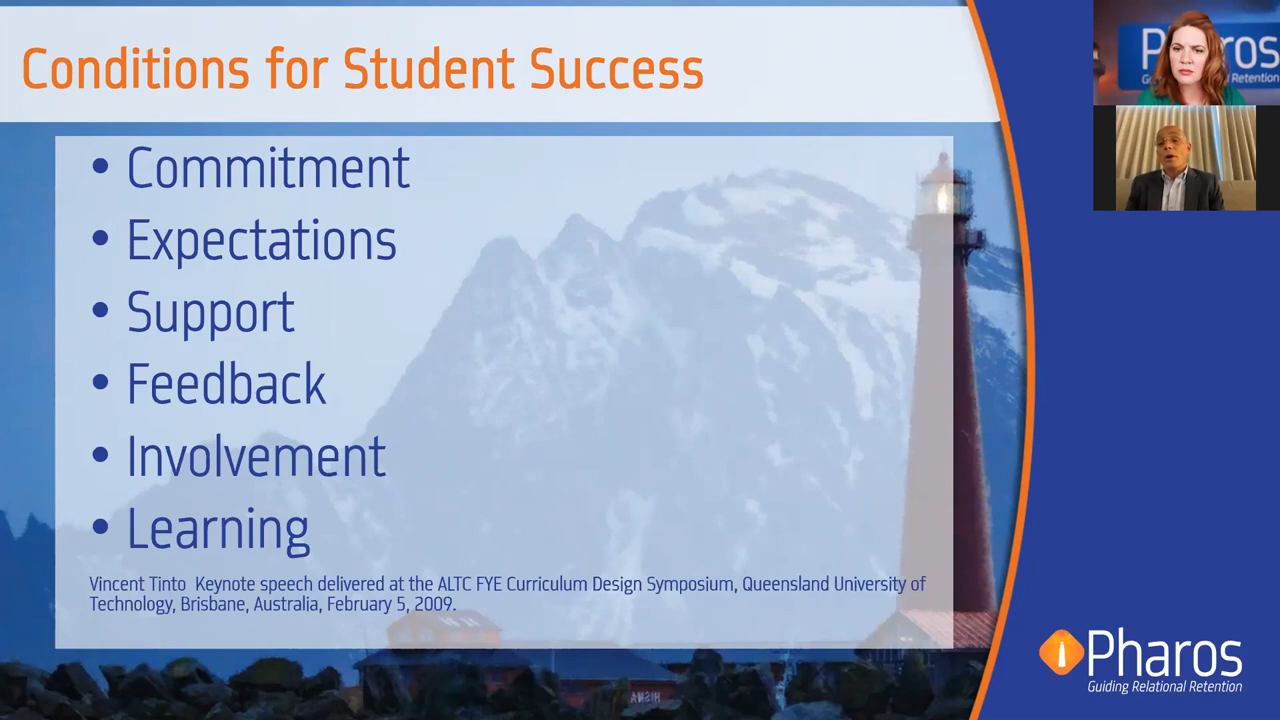 Conditions for Student Success
• Commitment
• Expectations
• Support
• Feedback
• Involvement
• Learning
Vincent Tinto Keynote speech delivered at the ALTC FYE Curriculum Design Symposium, Queensland University of
Technology, Brisbane, Australia, February 5, 2009.
Retention
Pharos
Guiding Relational Retention